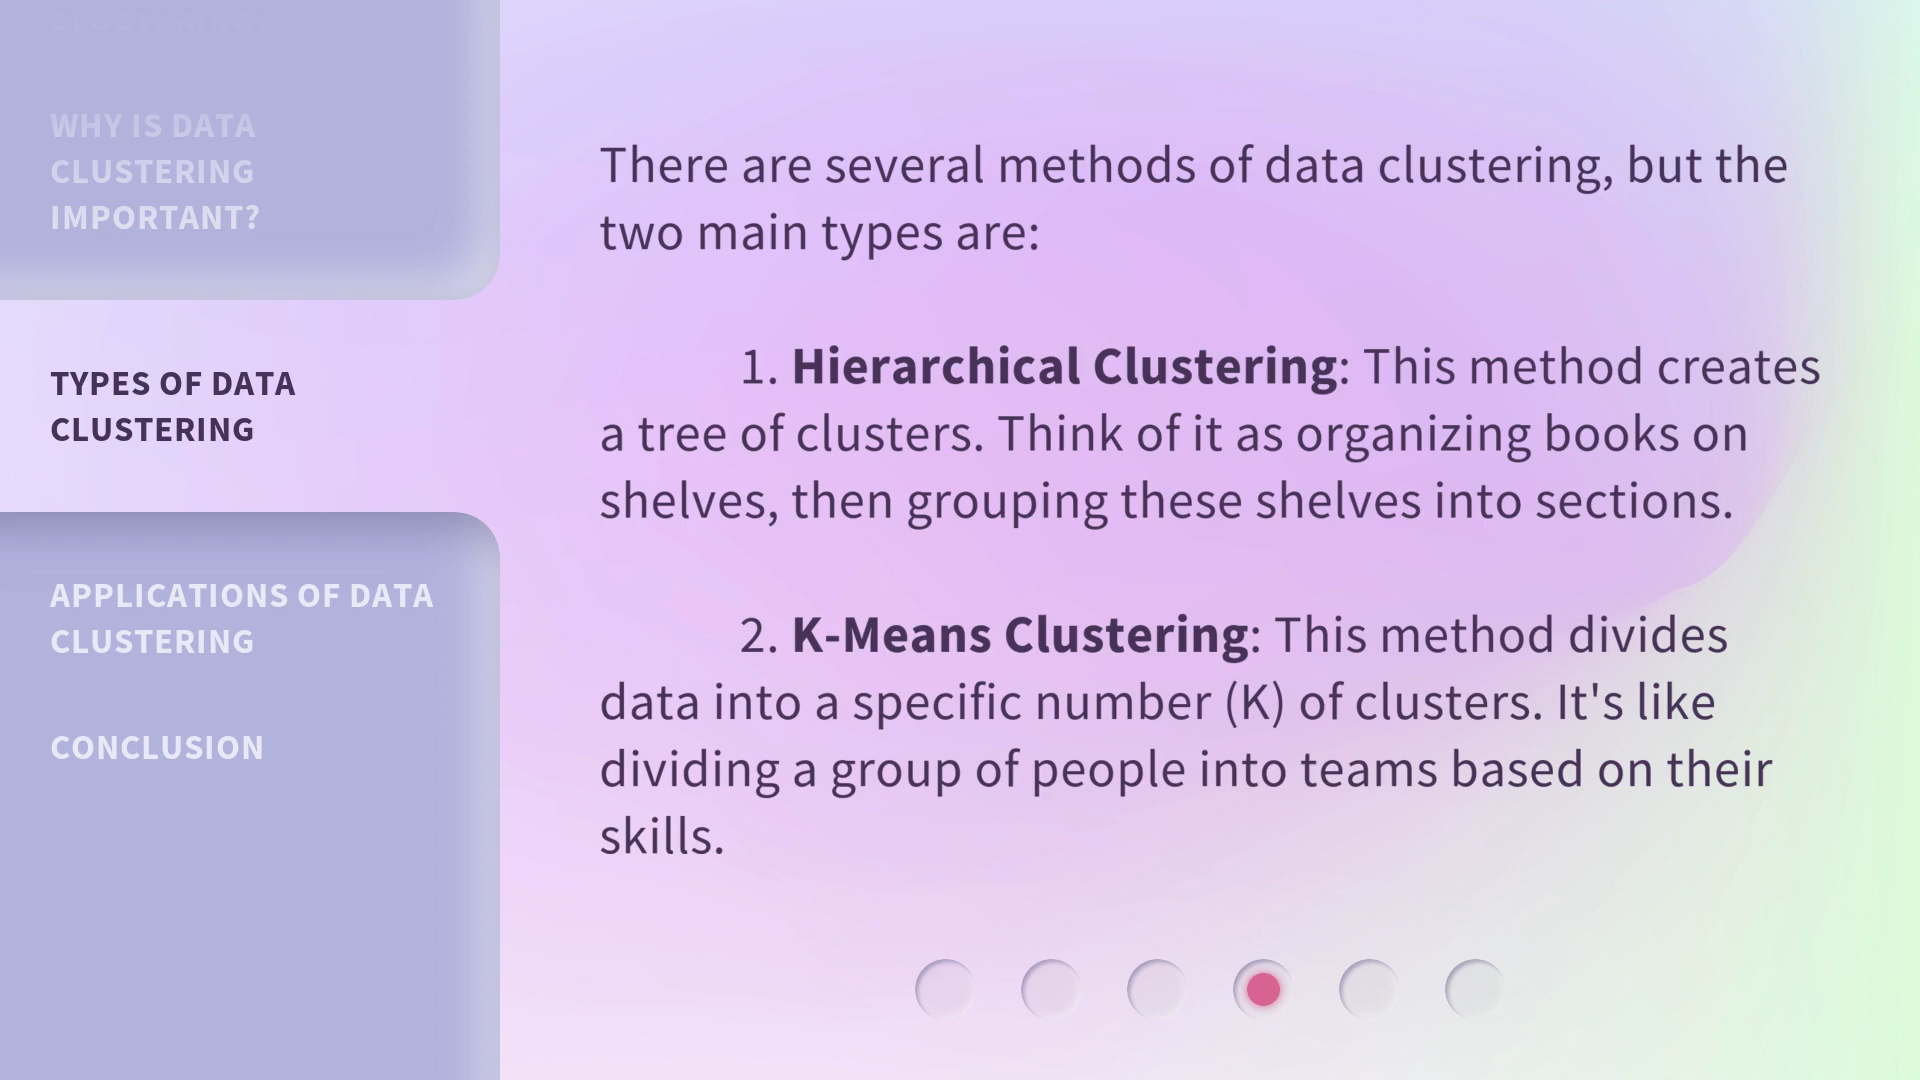 WHY IS DATA
CLUSTERING
IMPORTANT?
TYPES OF DATA
CLUSTERING
APPLICATIONS OF DATA
CLUSTERING
CONCLUSION
There are several methods of data clustering, but the
two main types are:
1. Hierarchical Clustering: This method creates
a tree of clusters. Think of it as organizing books on
shelves, then grouping these shelves into sections.
2. K-Means Clustering: This method divides
data into a specific number (K) of clusters. It's like
dividing a group of people into teams based on their
skills.